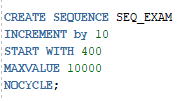 CREATE SEQUENCE SEQ_EXAM
INCREMENT by 10
START WITH 400
MAXVALUE 10000
NOCYCLE;